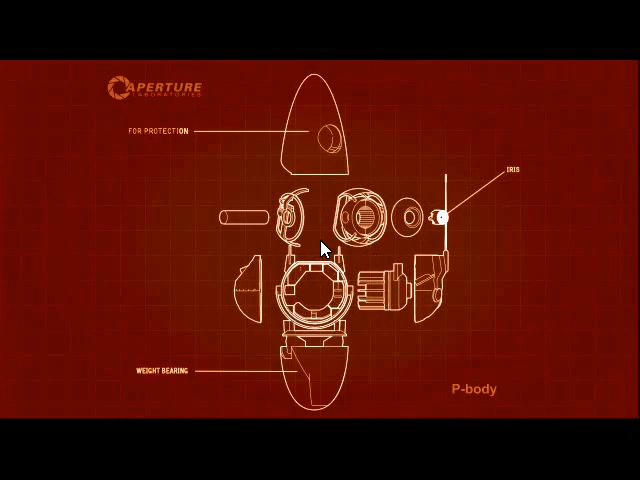 APERTURE
LABORATORIES
FOR PROTECTION
IRIS
WEIGHT BEARING
P-body